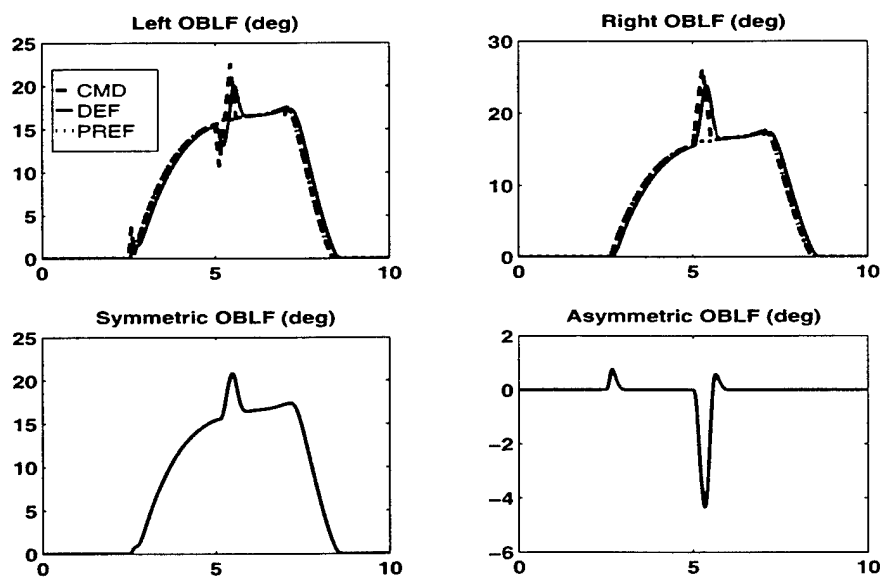 Left OBLF (deg)
25
20
15
10
5
0
0 5 10
CMD
DEF
PREF
Right OBLF (deg)
30
20
10
0
0 5 10
Symmetric OBLF (deg)
25
20
15
10
5
0
0 5 10
Asymmetric OBLF (deg)
2
0
−2
−4
−6
0 5 10